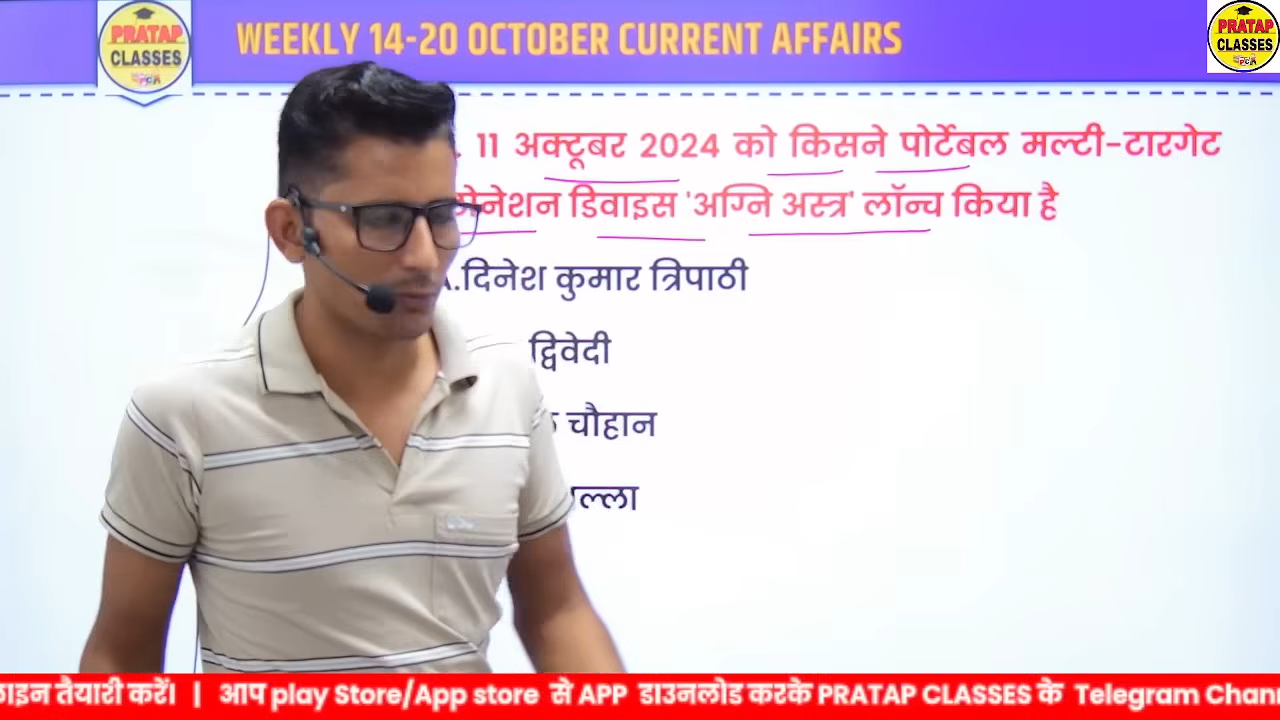 PRATAP
CLASSES
WEEKLY 14-20 OCTOBER CURRENT AFFAIRS
PRATAP
CLASSES
11 अक्टूबर 2024 को किसने पोर्टेबल मल्टी-टारगेट
डिवाइस 'अग्नि अस्त्र' लॉन्च किया है
A.दिनेश कुमार त्रिपाठी
द्विवेदी
चौहान
तैयारी करें। | आप play Store/App store से APP डाउनलोड करके PRATAP CLASSES के Telegram